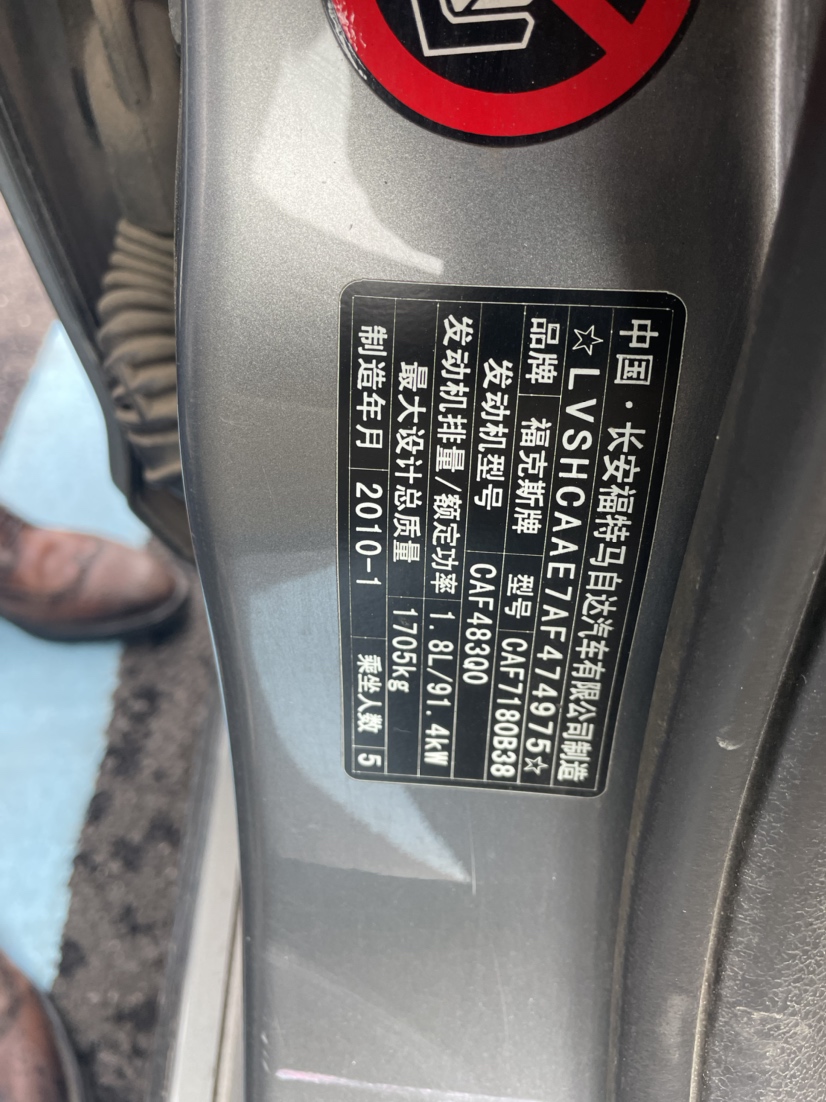 中国·长安福特马自达汽车有限公司制造
☆LVSHCAAE7AF474975☆
品牌 福克斯牌 型号 CAF7180B38
发动机型号 CAF483Q0
发动机排量/额定功率 1.8L/91.4kW
最大设计总质量 1705kg
制造年月 2010-1 乘坐人数 5